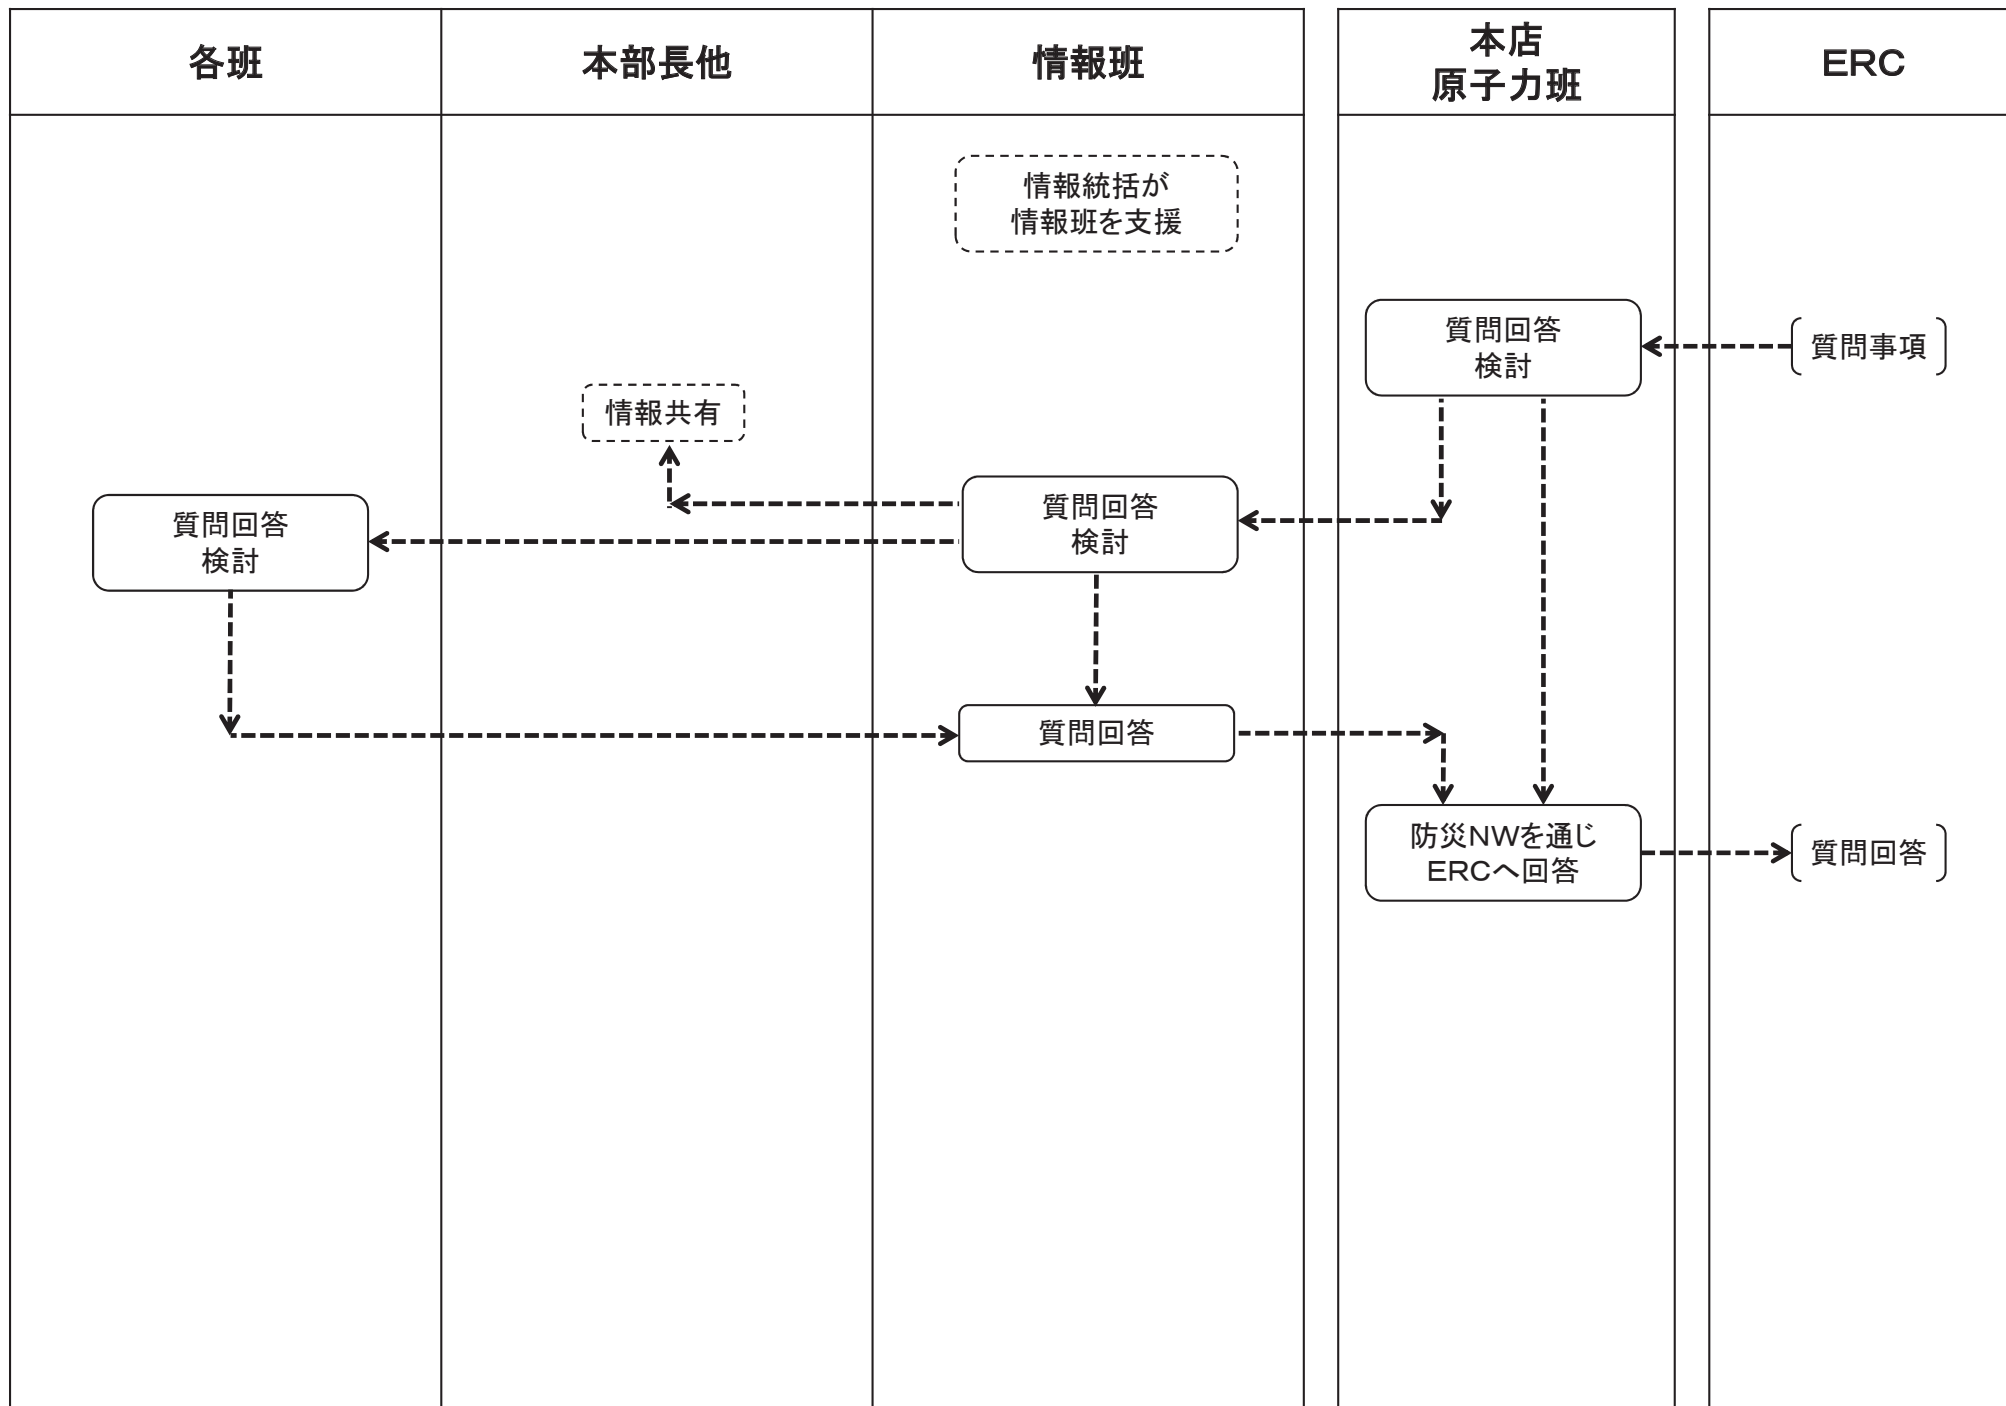 各班
本部長他
情報班
本店
原子力班
ERC
情報統括が
情報班を支援
質問回答
検討
質問事項
情報共有
質問回答
検討
質問回答
検討
質問回答
防災NWを通じ
ERCへ回答
質問回答